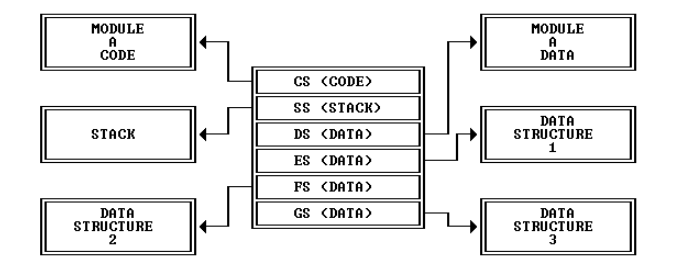 MODULE
A
CODE
MODULE
A
DATA
CS (CODE)
SS (STACK)
DS (DATA)
ES (DATA)
FS (DATA)
GS (DATA)
STACK
DATA
STRUCTURE
1
DATA
STRUCTURE
2
DATA
STRUCTURE
3